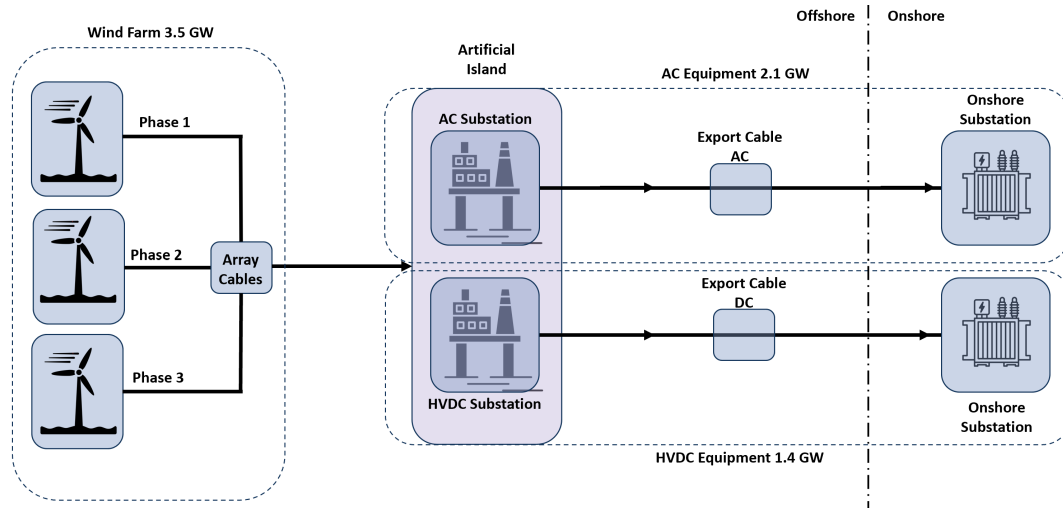 Offshore
Onshore
Wind Farm 3.5 GW
Artificial
Island
AC Equipment 2.1 GW
Phase 1
AC Substation
Export Cable
AC
Onshore
Substation
Phase 2
Array
Cables
Export Cable
DC
Phase 3
HVDC Substation
Onshore
Substation
HVDC Equipment 1.4 GW